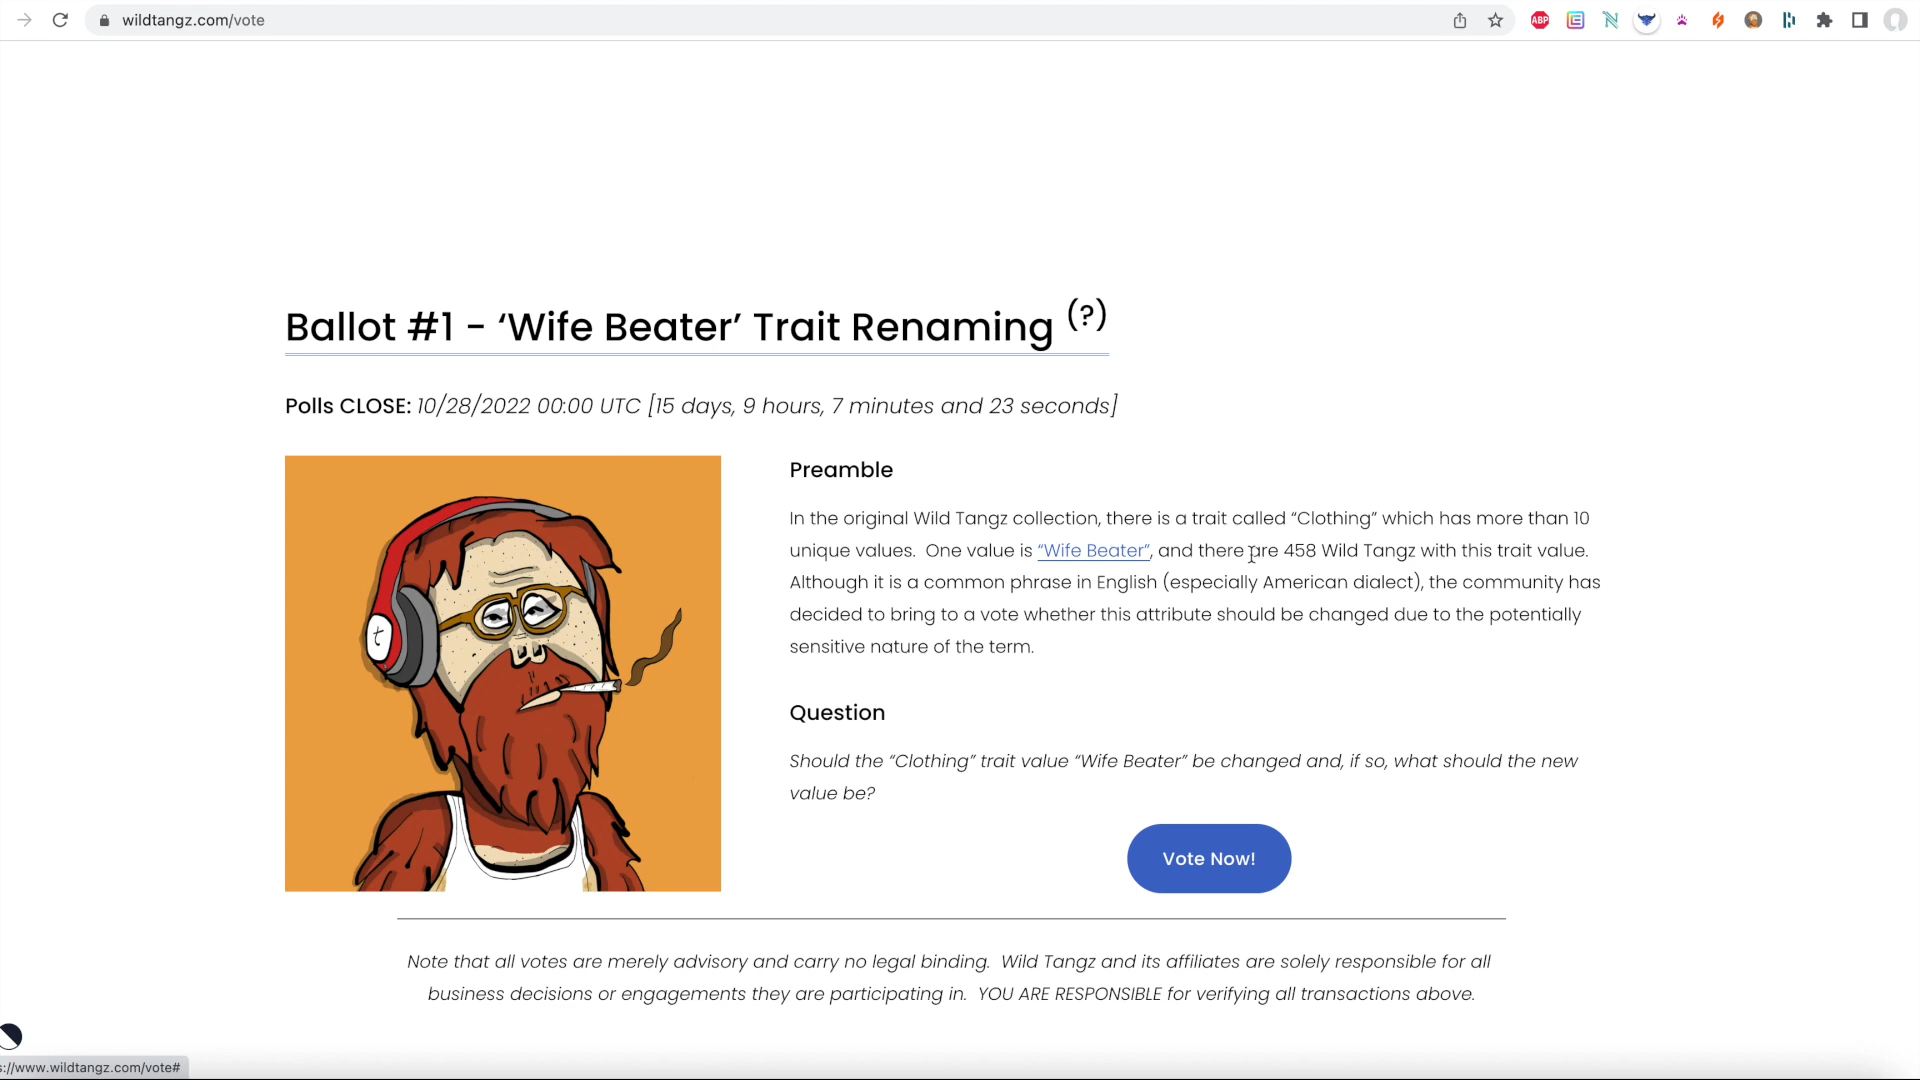 wildtangz.com/vote
ABP
Ballot #1 - ‘Wife Beater’ Trait Renaming (?)
Polls CLOSE: 10/28/2022 00:00 UTC [15 days, 9 hours, 7 minutes and 23 seconds]
t
Preamble
In the original Wild Tangz collection, there is a trait called “Clothing” which has more than 10
unique values.  One value is “Wife Beater”, and there are 458 Wild Tangz with this trait value.
Although it is a common phrase in English (especially American dialect), the community has
decided to bring to a vote whether this attribute should be changed due to the potentially
sensitive nature of the term.
Question
Should the “Clothing” trait value “Wife Beater” be changed and, if so, what should the new
value be?
Vote Now!
Note that all votes are merely advisory and carry no legal binding.  Wild Tangz and its affiliates are solely responsible for all
business decisions or engagements they are participating in.  YOU ARE RESPONSIBLE for verifying all transactions above.
s://www.wildtangz.com/vote#